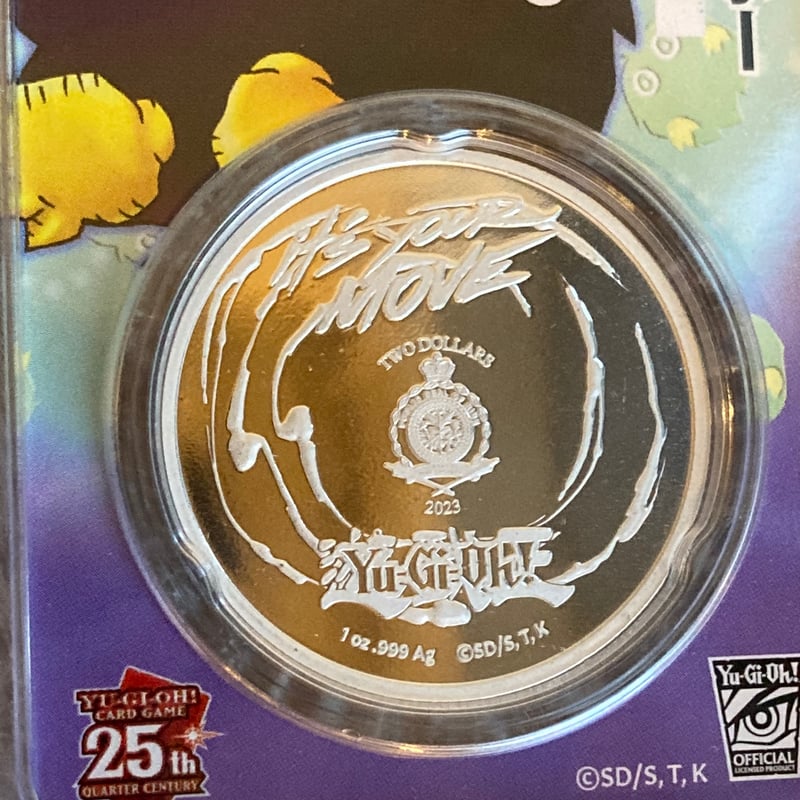 It's YOUR
MOVE
TWO DOLLARS
2023
Yu-Gi-Oh!
1 oz .999 Ag ©SD/S, T, K
YU-GI-OH!
CARD GAME
25th
QUARTER CENTURY
Yu-Gi-Oh!
OFFICIAL
LICENSED PRODUCT
©SD/S, T, K